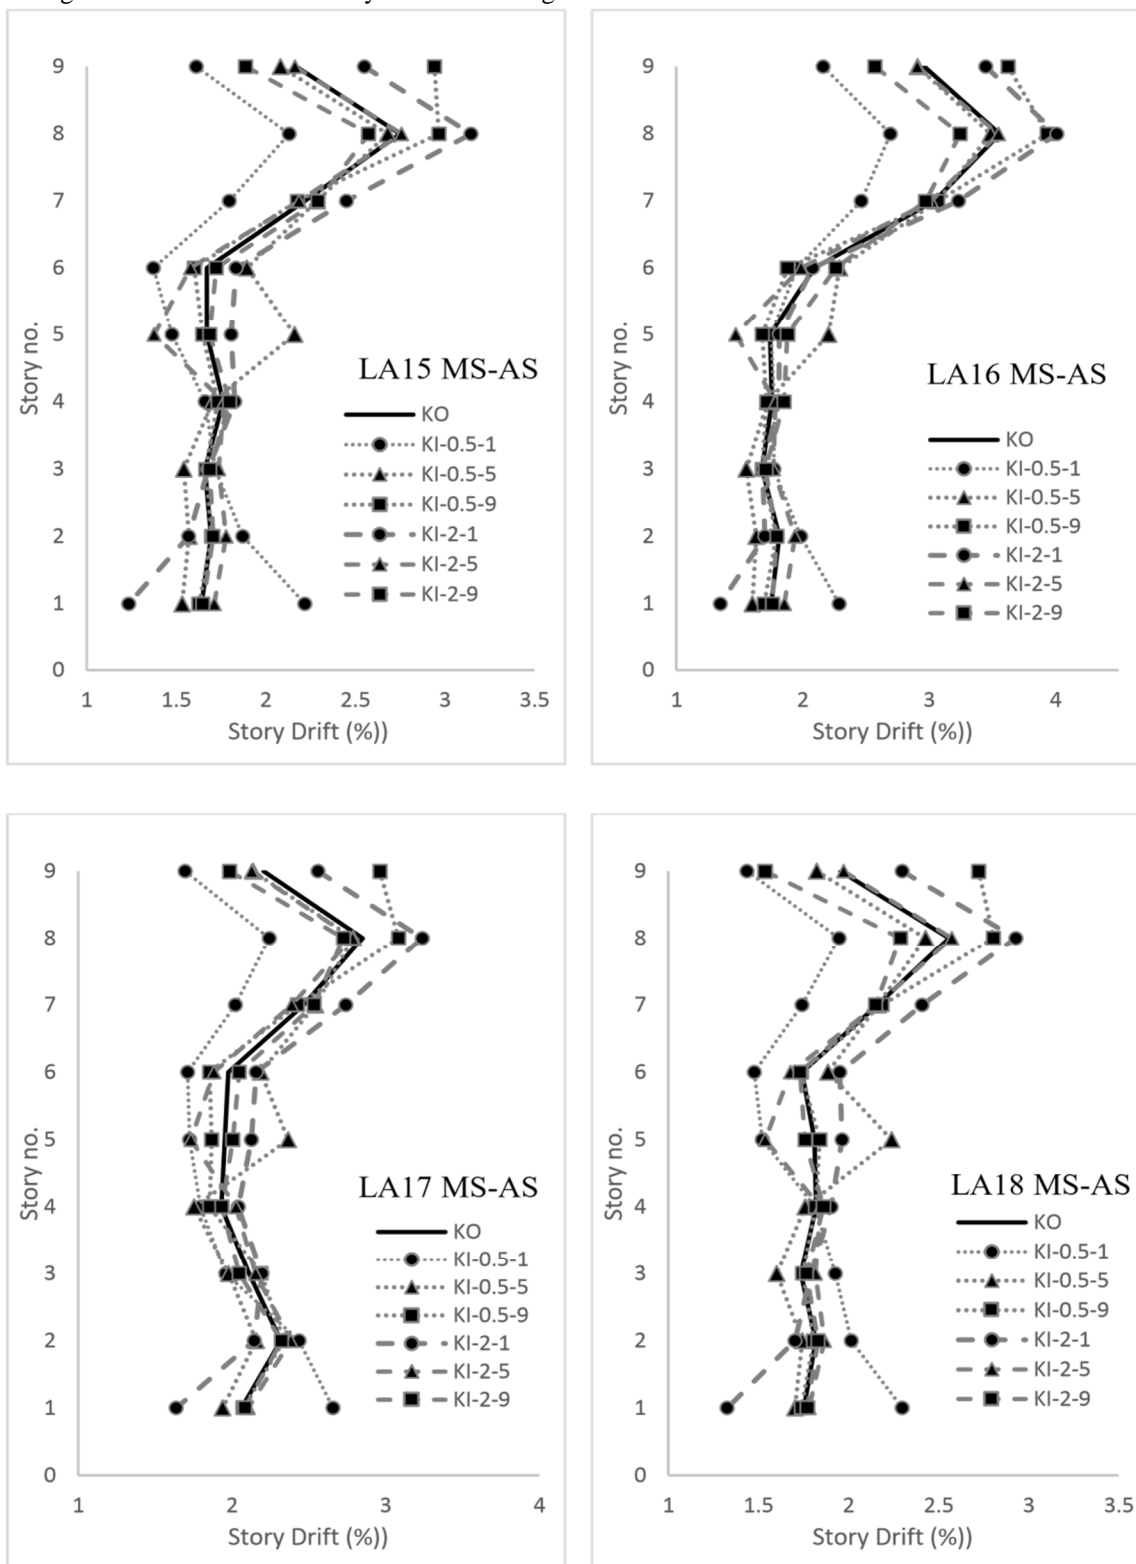 9
8
7
6
5
4
3
2
1
0
Story no.
LA15 MS-AS
KO
KI-0.5-1
KI-0.5-5
KI-0.5-9
KI-2-1
KI-2-5
KI-2-9
1 1.5 2 2.5 3 3.5
Story Drift (%))
9
8
7
6
5
4
3
2
1
0
Story no.
LA16 MS-AS
KO
KI-0.5-1
KI-0.5-5
KI-0.5-9
KI-2-1
KI-2-5
KI-2-9
1 2 3 4
Story Drift (%))
9
8
7
6
5
4
3
2
1
0
Story no.
LA17 MS-AS
KO
KI-0.5-1
KI-0.5-5
KI-0.5-9
KI-2-1
KI-2-5
KI-2-9
1 2 3 4
Story Drift (%))
9
8
7
6
5
4
3
2
1
0
Story no.
LA18 MS-AS
KO
KI-0.5-1
KI-0.5-5
KI-0.5-9
KI-2-1
KI-2-5
KI-2-9
1 1.5 2 2.5 3 3.5
Story Drift (%))